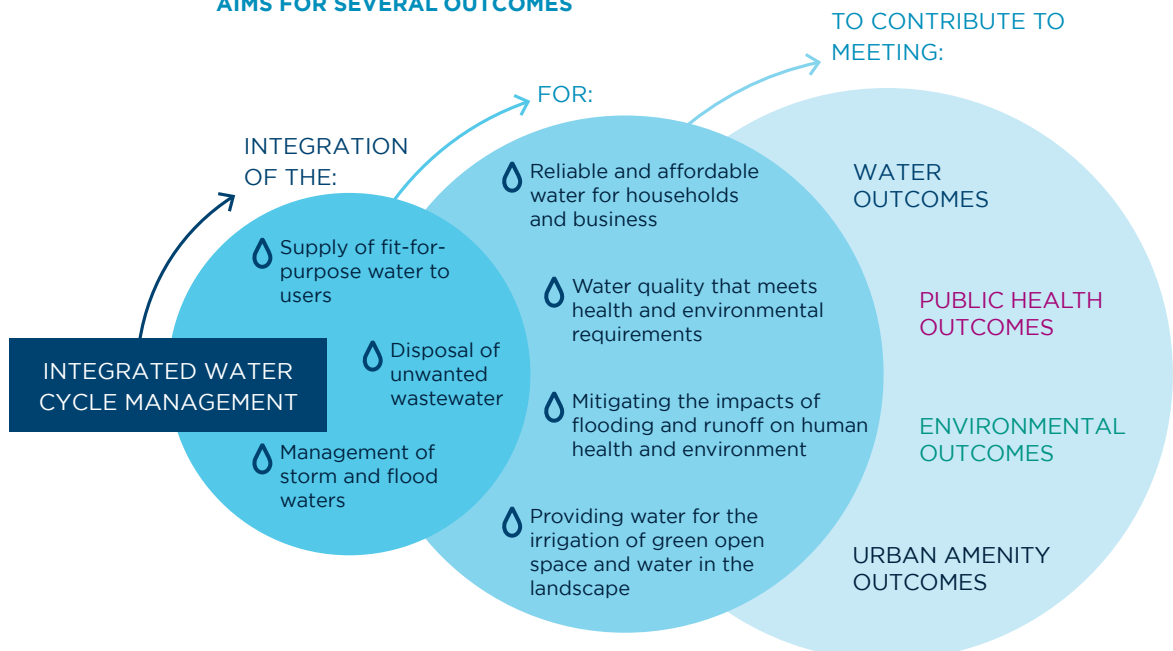 AIMS FOR SEVERAL OUTCOMES
INTEGRATED WATER
CYCLE MANAGEMENT
INTEGRATION
OF THE:
Supply of fit-for-
purpose water to
users
Disposal of
unwanted
wastewater
Management of
storm and flood
waters
FOR:
Reliable and affordable
water for households
and business
Water quality that meets
health and environmental
requirements
Mitigating the impacts of
flooding and runoff on human
health and environment
Providing water for the
irrigation of green open
space and water in the
landscape
TO CONTRIBUTE TO
MEETING:
WATER
OUTCOMES
PUBLIC HEALTH
OUTCOMES
ENVIRONMENTAL
OUTCOMES
URBAN AMENITY
OUTCOMES